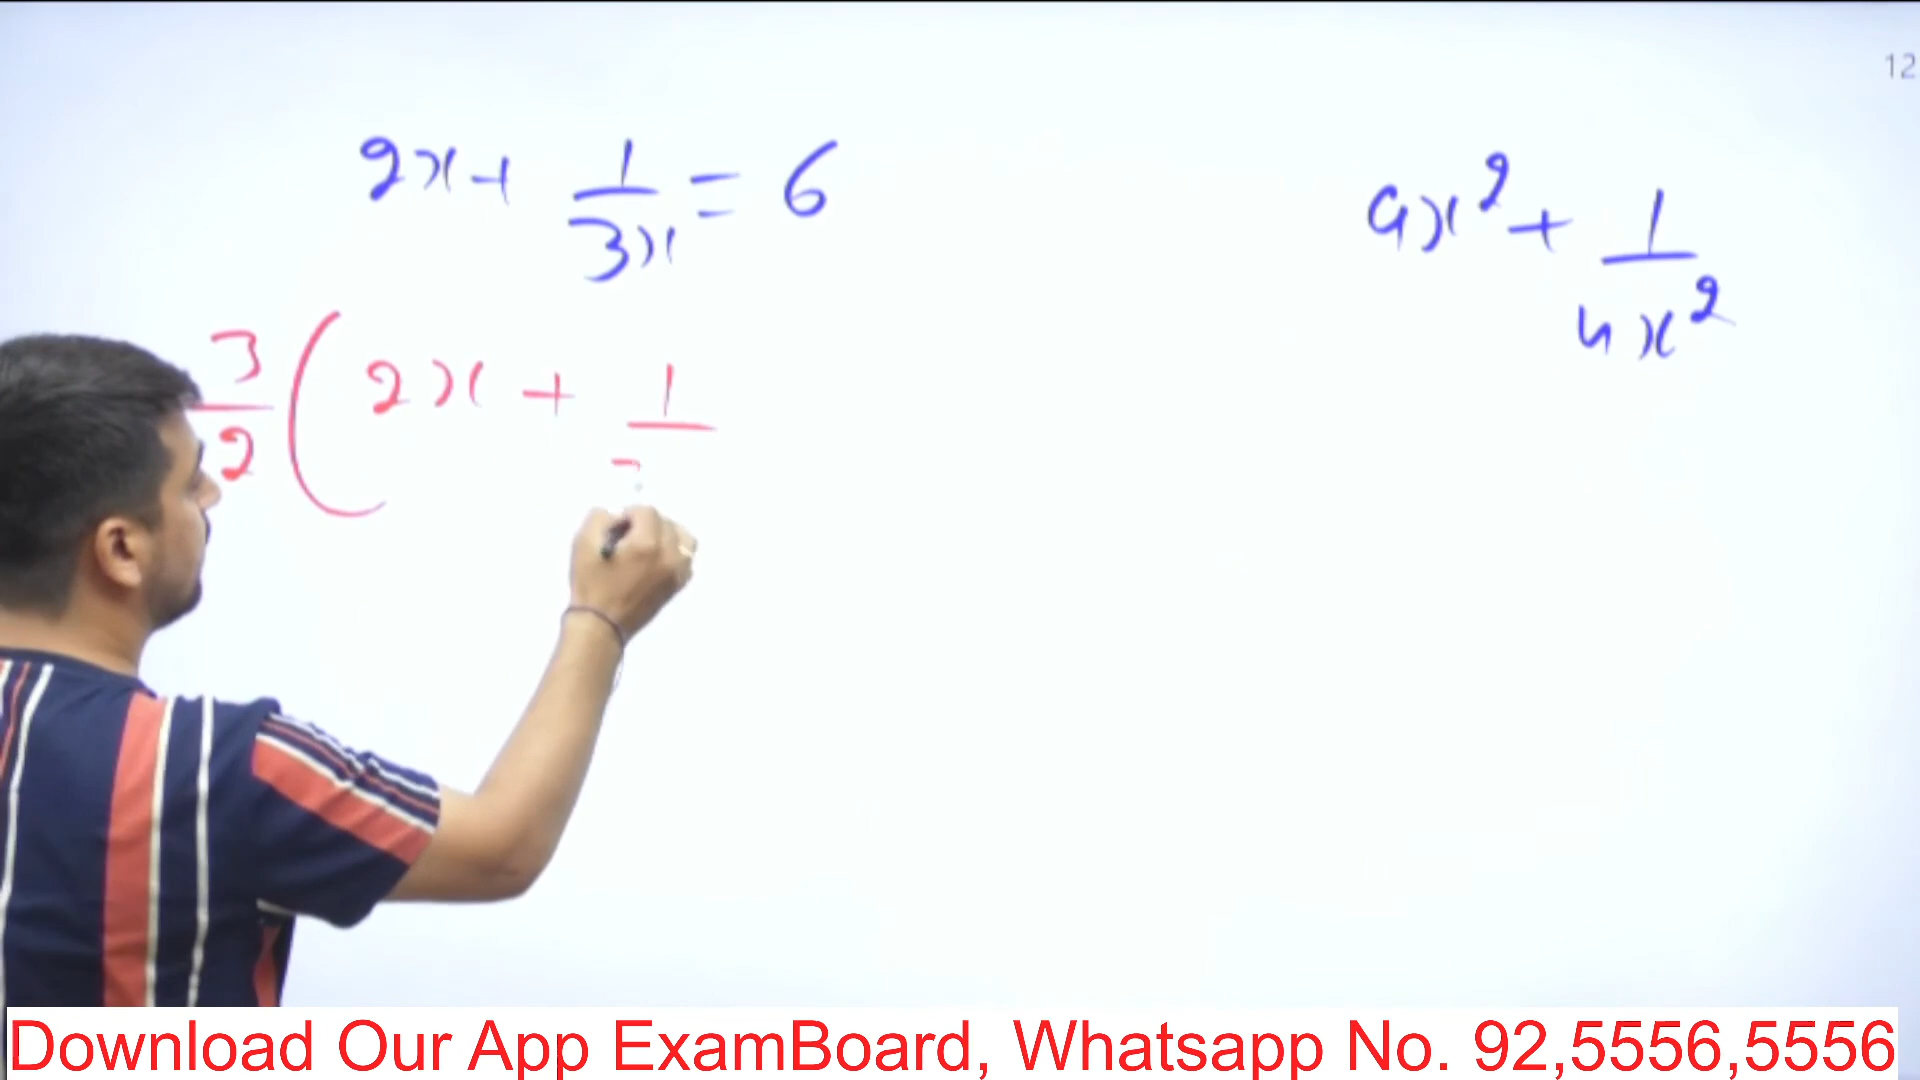 12
2x + 1/3x = 6
9x² + 1/4x²
3/2 ( 2x + 1/
Download Our App ExamBoard, Whatsapp No. 92,5556,5556